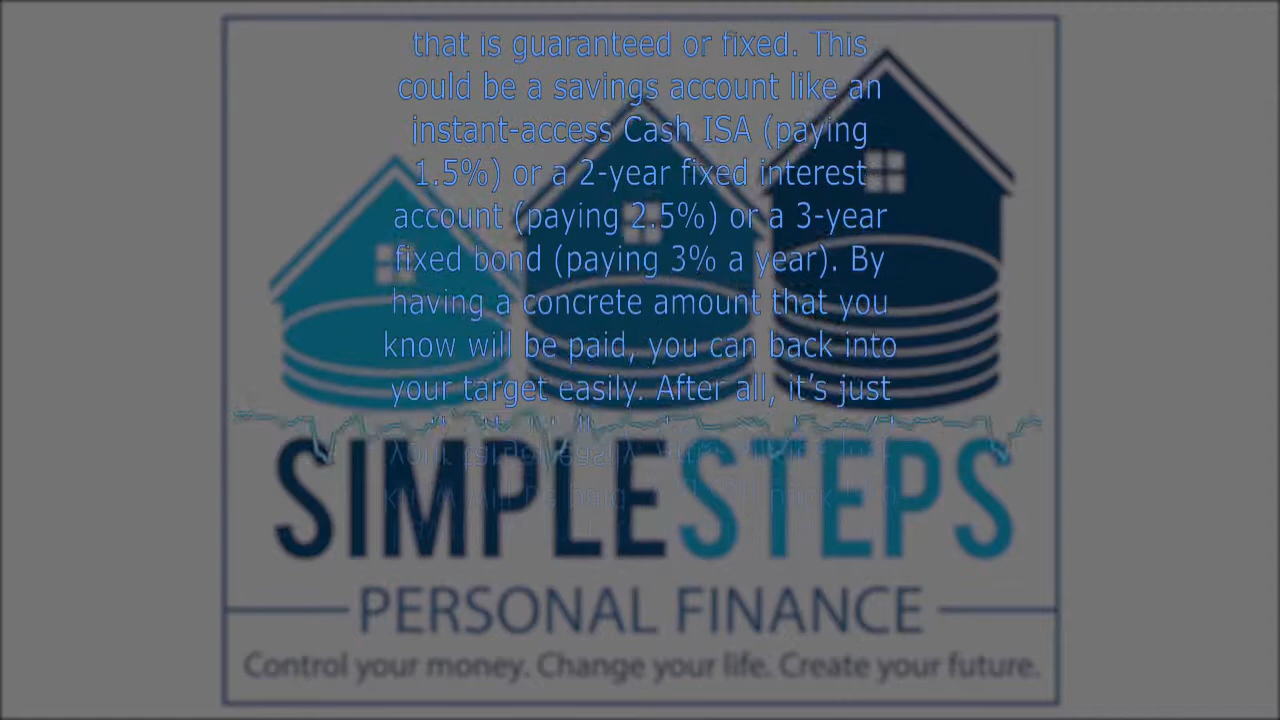 that is guaranteed or fixed. This
could be a savings account like an
instant-access Cash ISA (paying
1.5%) or a 2-year fixed interest
account (paying 2.5%) or a 3-year
fixed bond (paying 3% a year). By
having a concrete amount that you
know will be paid, you can back into
your target easily. After all, it’s just
SIMPLESTEPS
PERSONAL FINANCE
Control your money. Change your life. Create your future.